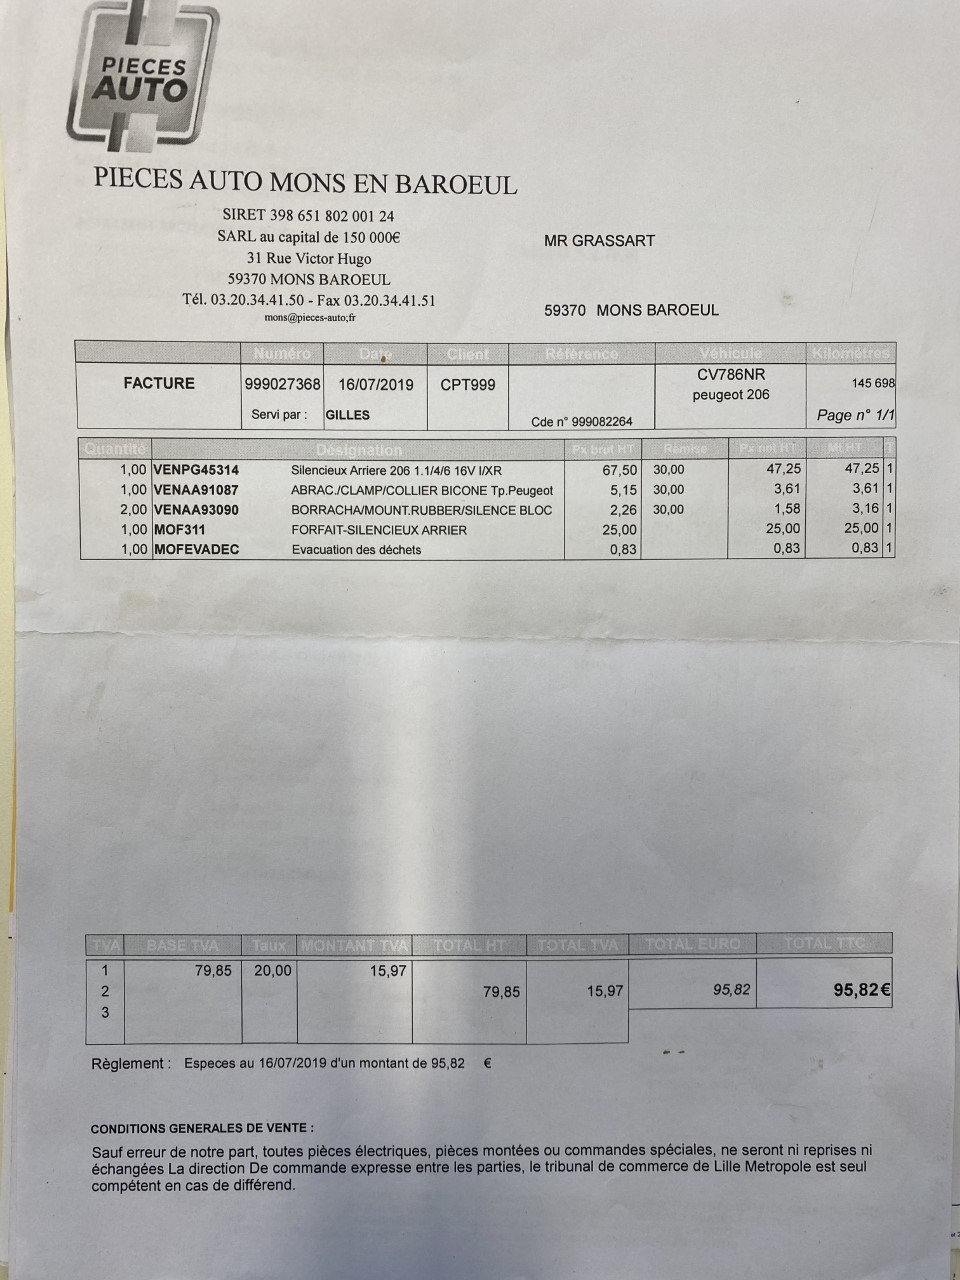 PIECES
AUTO
PIECES AUTO MONS EN BAROEUL
SIRET 398 651 802 001 24
SARL au capital de 150 000€
31 Rue Victor Hugo
59370 MONS BAROEUL
Tél. 03.20.34.41.50 - Fax 03.20.34.41.51
mons@pieces-auto;fr
MR GRASSART
59370 MONS BAROEUL
Numéro Date Client Référence Véhicule Kilomètres
FACTURE 999027368 16/07/2019 CPT999 CV786NR 145 698
peugeot 206
Servi par : GILLES Cde n° 999082264 Page n° 1/1
Quantité Désignation Px brut HT Remise Px net HT Mt HT T
1,00 VENPG45314 Silencieux Arriere 206 1.1/4/6 16V I/XR 67,50 30,00 47,25 47,25 1
1,00 VENAA91087 ABRAC./CLAMP/COLLIER BICONE Tp.Peugeot 5,15 30,00 3,61 3,61 1
2,00 VENAA93090 BORRACHA/MOUNT.RUBBER/SILENCE BLOC 2,26 30,00 1,58 3,16 1
1,00 MOF311 FORFAIT-SILENCIEUX ARRIER 25,00 25,00 25,00 1
1,00 MOFEVADEC Evacuation des déchets 0,83 0,83 0,83 1
TVA BASE TVA Taux MONTANT TVA TOTAL HT TOTAL TVA TOTAL EURO TOTAL TTC
1 79,85 20,00 15,97
2 79,85 15,97 95,82 95,82€
3
Règlement : Especes au 16/07/2019 d'un montant de 95,82 €
CONDITIONS GENERALES DE VENTE :
Sauf erreur de notre part, toutes pièces électriques, pièces montées ou commandes spéciales, ne seront ni reprises ni
échangées La direction De commande expresse entre les parties, le tribunal de commerce de Lille Metropole est seul
compétent en cas de différend.